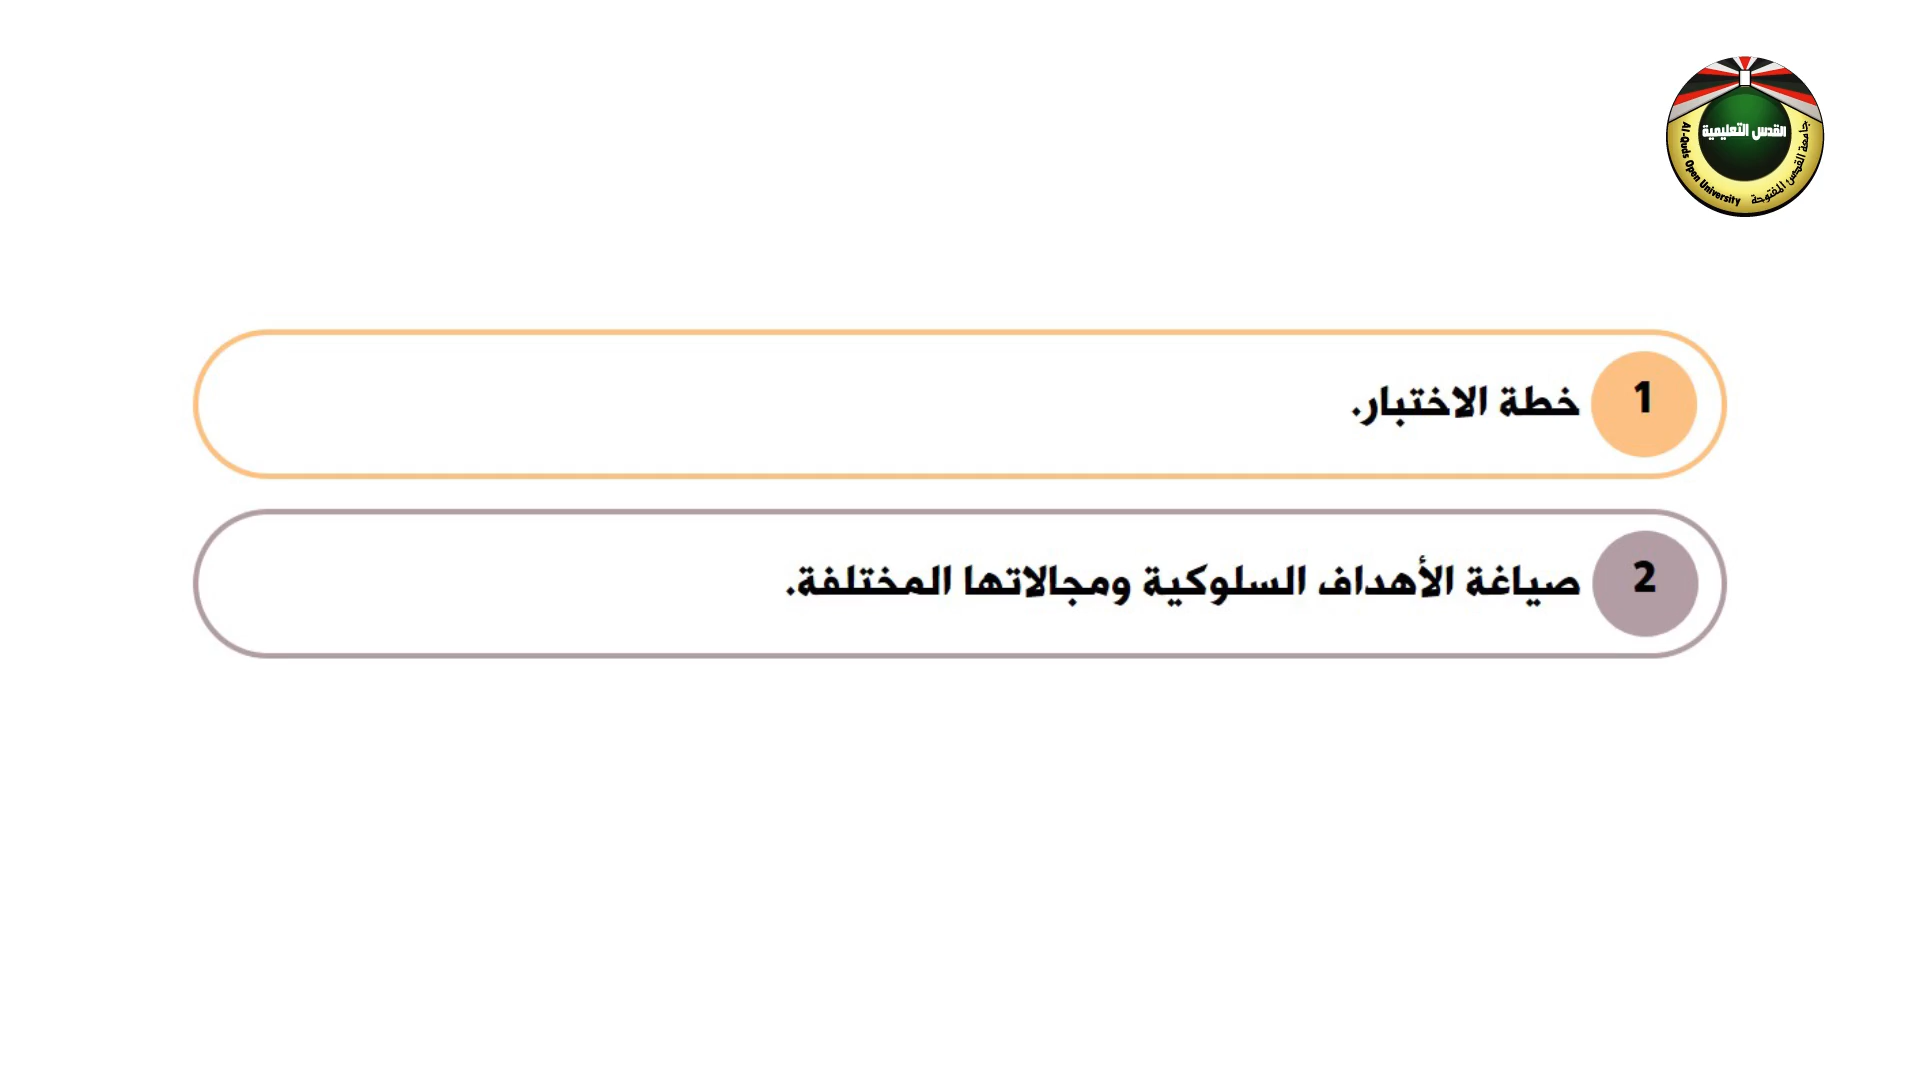 القدس التعليمية
جامعة القدس المفتوحة
Al-Quds Open University
1
خطة الاختبار.
2
صياغة الأهداف السلوكية ومجالاتها المختلفة.